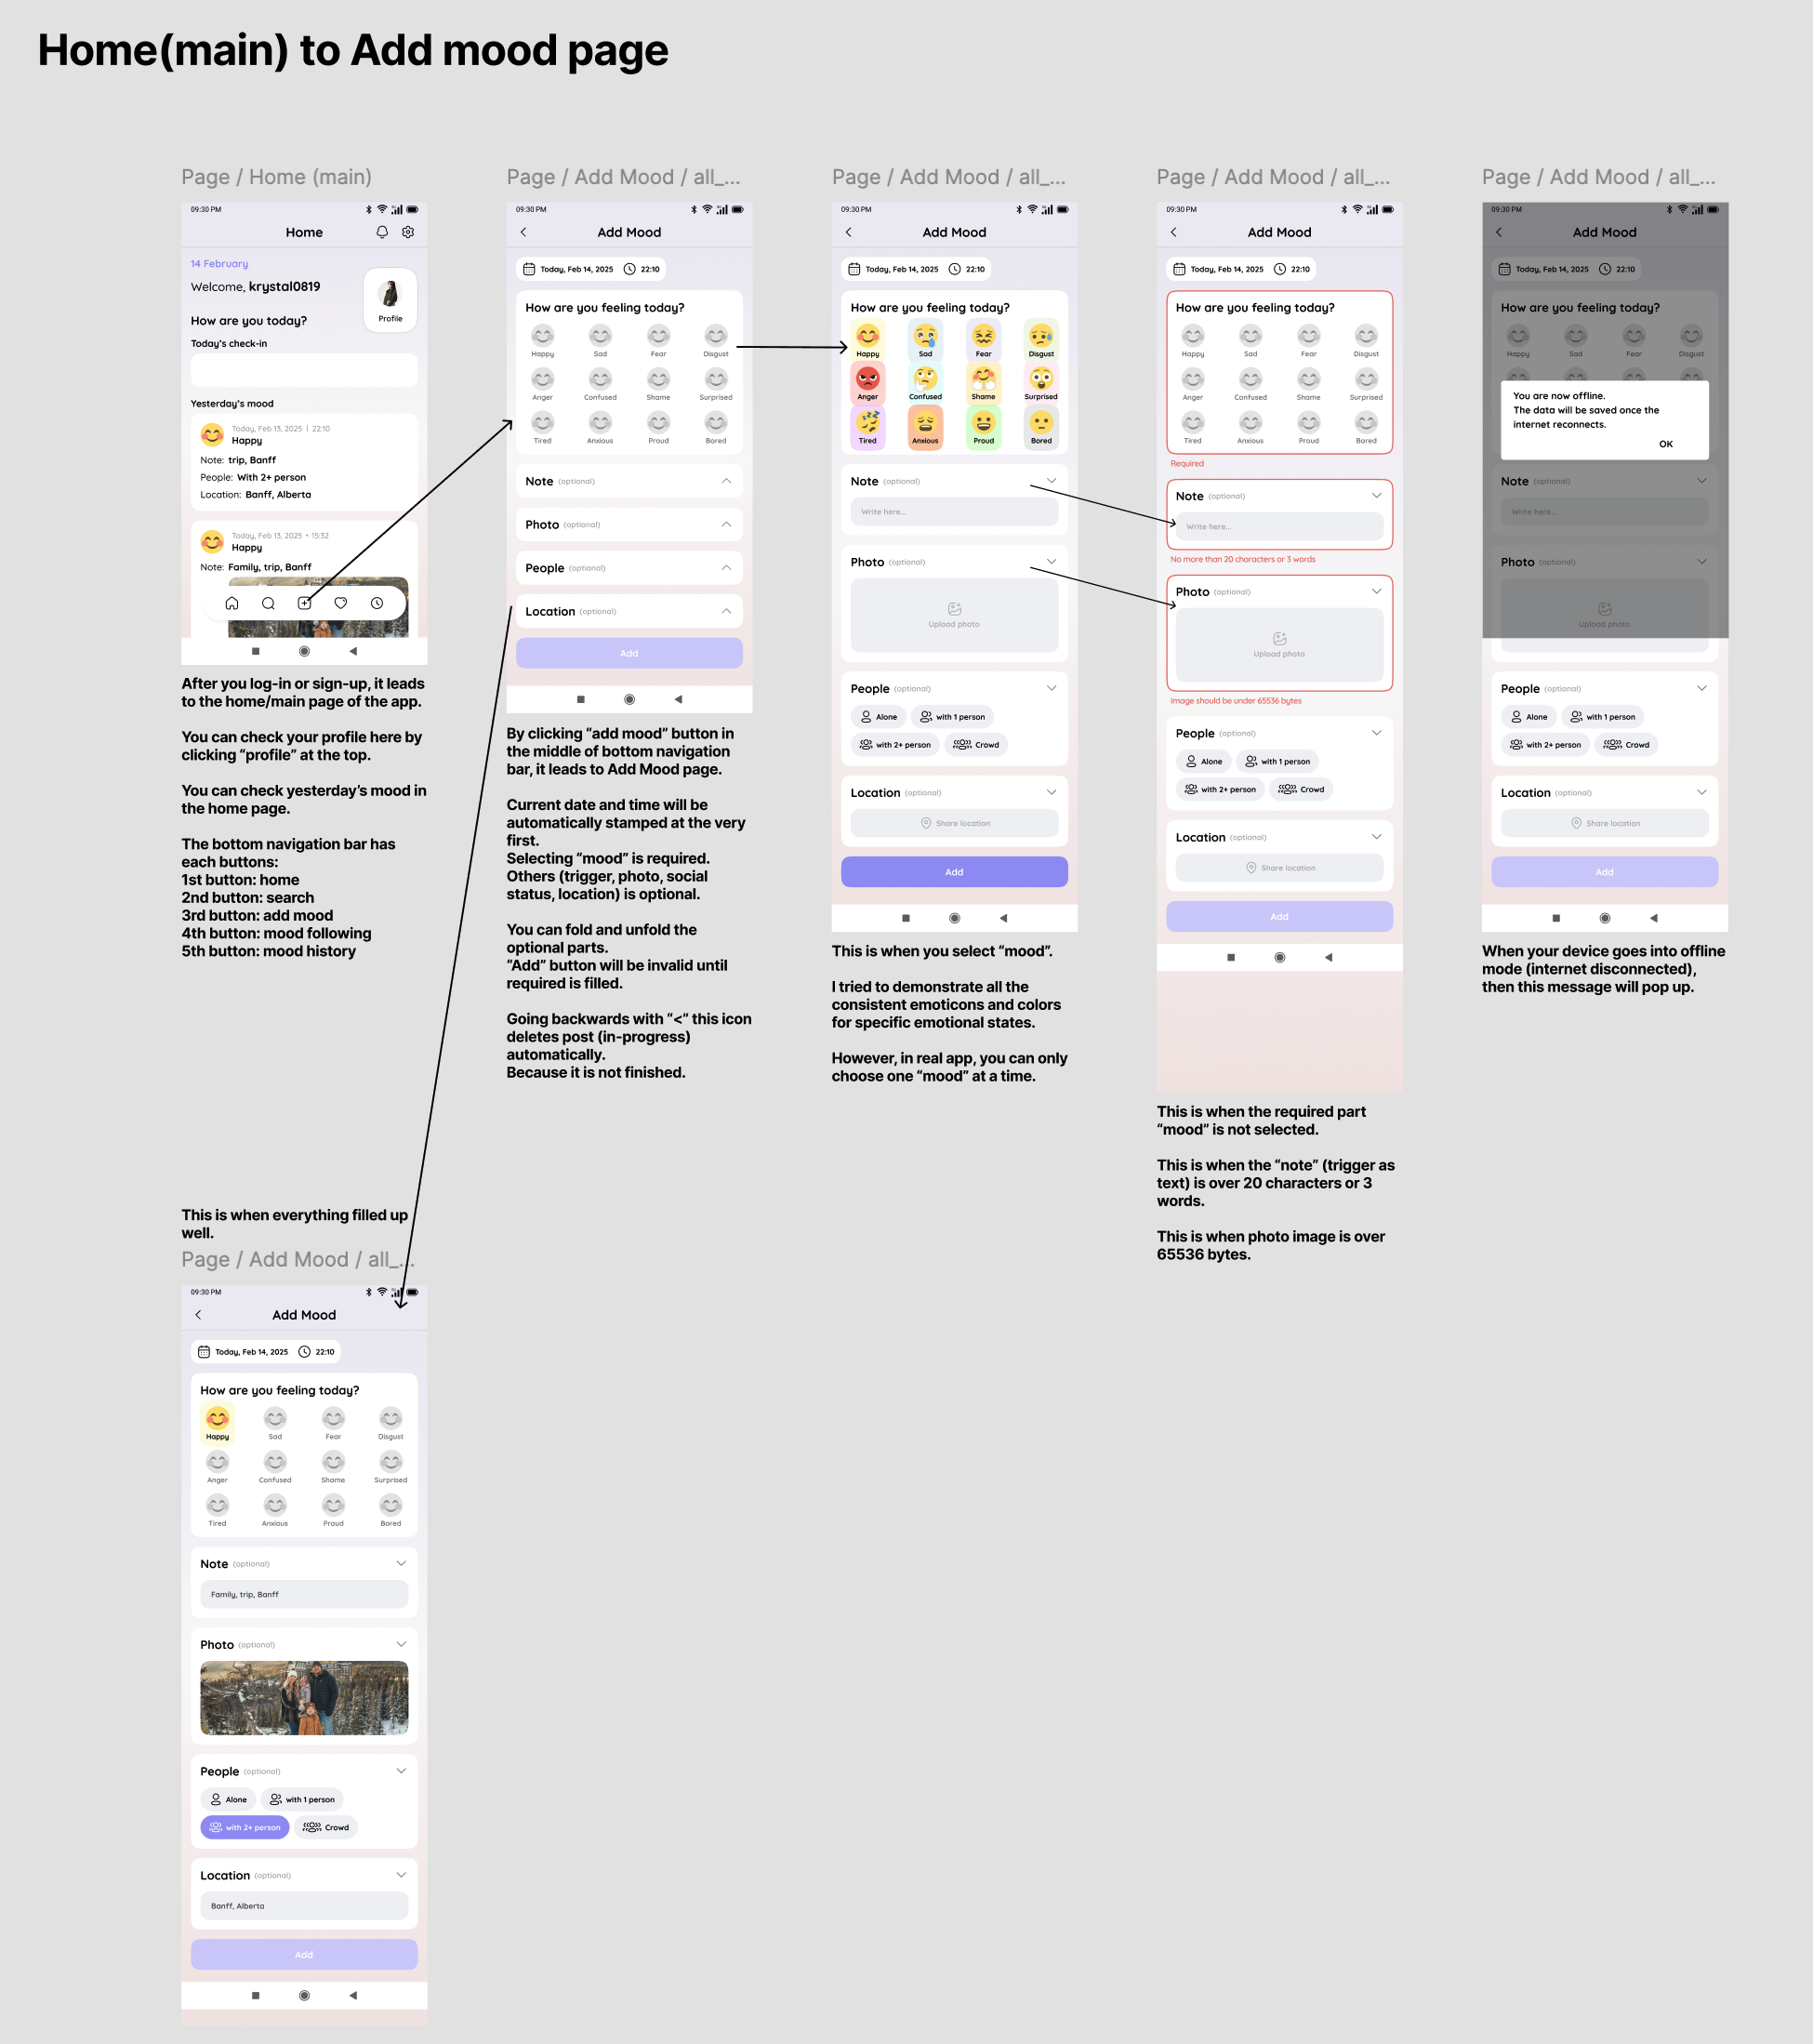 Home(main) to Add mood page
Page / Home (main)
09:30 PM
Home
14 February
Welcome, krystal0819
Profile
How are you today?
Today's check-in
Yesterday's mood
Today, Feb 13, 2025 | 22:10
Happy
Note: trip, Banff
People: With 2+ person
Location: Banff, Alberta
Today, Feb 13, 2025 • 15:32
Happy
Note: Family, trip, Banff
After you log-in or sign-up, it leads
to the home/main page of the app.
You can check your profile here by
clicking “profile” at the top.
You can check yesterday’s mood in
the home page.
The bottom navigation bar has
each buttons:
1st button: home
2nd button: search
3rd button: add mood
4th button: mood following
5th button: mood history
Page / Add Mood / all_...
09:30 PM
Add Mood
Today, Feb 14, 2025 22:10
How are you feeling today?
Happy Sad Fear Disgust
Anger Confused Shame Surprised
Tired Anxious Proud Bored
Note (optional)
Photo (optional)
People (optional)
Location (optional)
Add
By clicking “add mood” button in
the middle of bottom navigation
bar, it leads to Add Mood page.
Current date and time will be
automatically stamped at the very
first.
Selecting “mood” is required.
Others (trigger, photo, social
status, location) is optional.
You can fold and unfold the
optional parts.
“Add” button will be invalid until
required is filled.
Going backwards with “<” this icon
deletes post (in-progress)
automatically.
Because it is not finished.
Page / Add Mood / all_...
09:30 PM
Add Mood
Today, Feb 14, 2025 22:10
How are you feeling today?
Happy Sad Fear Disgust
Anger Confused Shame Surprised
Tired Anxious Proud Bored
Note (optional)
Write here...
Photo (optional)
Upload photo
People (optional)
Alone with 1 person
with 2+ person Crowd
Location (optional)
Share location
Add
This is when you select “mood”.
I tried to demonstrate all the
consistent emoticons and colors
for specific emotional states.
However, in real app, you can only
choose one “mood” at a time.
Page / Add Mood / all_...
09:30 PM
Add Mood
Today, Feb 14, 2025 22:10
How are you feeling today?
Happy Sad Fear Disgust
Anger Confused Shame Surprised
Tired Anxious Proud Bored
Required
Note (optional)
Write here...
No more than 20 characters or 3 words
Photo (optional)
Upload photo
Image should be under 65536 bytes
People (optional)
Alone with 1 person
with 2+ person Crowd
Location (optional)
Share location
Add
This is when the required part
“mood” is not selected.
This is when the “note” (trigger as
text) is over 20 characters or 3
words.
This is when photo image is over
65536 bytes.
Page / Add Mood / all_...
09:30 PM
Add Mood
Today, Feb 14, 2025 22:10
How are you feeling today?
Happy Sad Fear Disgust
You are now offline.
The data will be saved once the
internet reconnects.
OK
Note (optional)
Write here...
Photo (optional)
Upload photo
People (optional)
Alone with 1 person
with 2+ person Crowd
Location (optional)
Share location
Add
When your device goes into offline
mode (internet disconnected),
then this message will pop up.
This is when everything filled up
well.
Page / Add Mood / all_...
09:30 PM
Add Mood
Today, Feb 14, 2025 22:10
How are you feeling today?
Happy Sad Fear Disgust
Anger Confused Shame Surprised
Tired Anxious Proud Bored
Note (optional)
Family, trip, Banff
Photo (optional)
People (optional)
Alone with 1 person
with 2+ person Crowd
Location (optional)
Banff, Alberta
Add